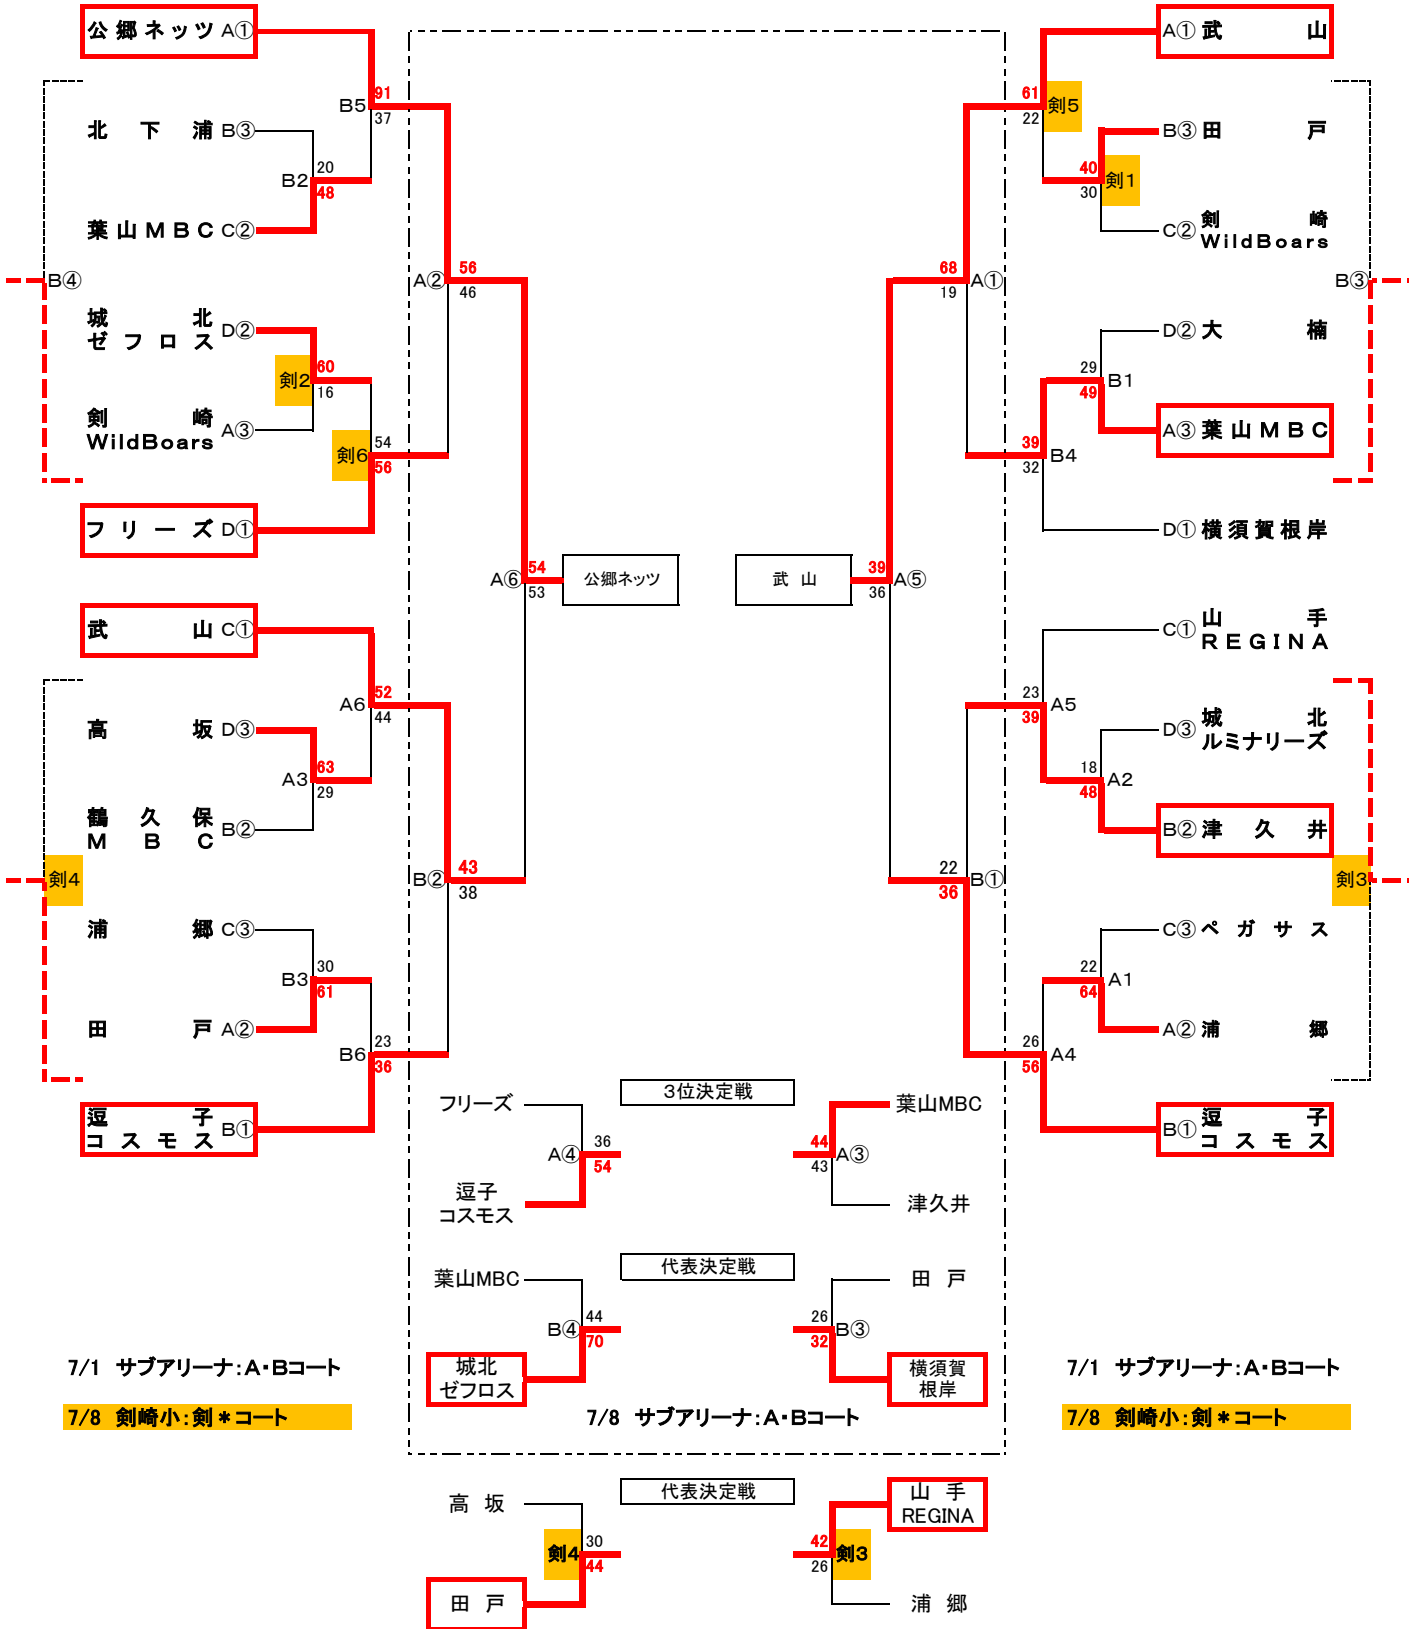 公郷ネッツ A①
A① 武山
91
B5
37
61
剣5
22
北下浦 B③
B③ 田戸
20
B2
48
40
剣1
30
葉山MBC C②
C② 剣崎
WildBoars
B④
A②
56
46
68
A①
19
B③
城北
ゼフロス D②
D② 大楠
60
剣2
16
29
B1
49
剣崎
WildBoars A③
A③ 葉山MBC
54
剣6
56
39
B4
32
フリーズ D①
D① 横須賀根岸
A⑥
54
53
公郷ネッツ
武山
39
A⑤
36
武山 C①
C① 山手
REGINA
52
A6
44
23
A5
39
高坂 D③
D③ 城北
ルミナリーズ
63
A3
29
18
A2
48
鶴久保
MBC B②
B② 津久井
剣4
B②
43
38
22
B①
36
剣3
浦郷 C③
C③ ペガサス
30
B3
61
22
A1
64
田戸 A②
A② 浦郷
23
B6
36
26
A4
56
逗子
コスモス B①
B① 逗子
コスモス
3位決定戦
フリーズ
葉山MBC
36
A④
54
44
A③
43
逗子
コスモス
津久井
代表決定戦
葉山MBC
田戸
44
B④
70
26
B③
32
城北
ゼフロス
横須賀
根岸
7/1 サブアリーナ:A・Bコート
7/1 サブアリーナ:A・Bコート
7/8 剣崎小:剣*コート
7/8 サブアリーナ:A・Bコート
7/8 剣崎小:剣*コート
代表決定戦
高坂
山手
REGINA
30
剣4
44
42
剣3
26
田戸
浦郷